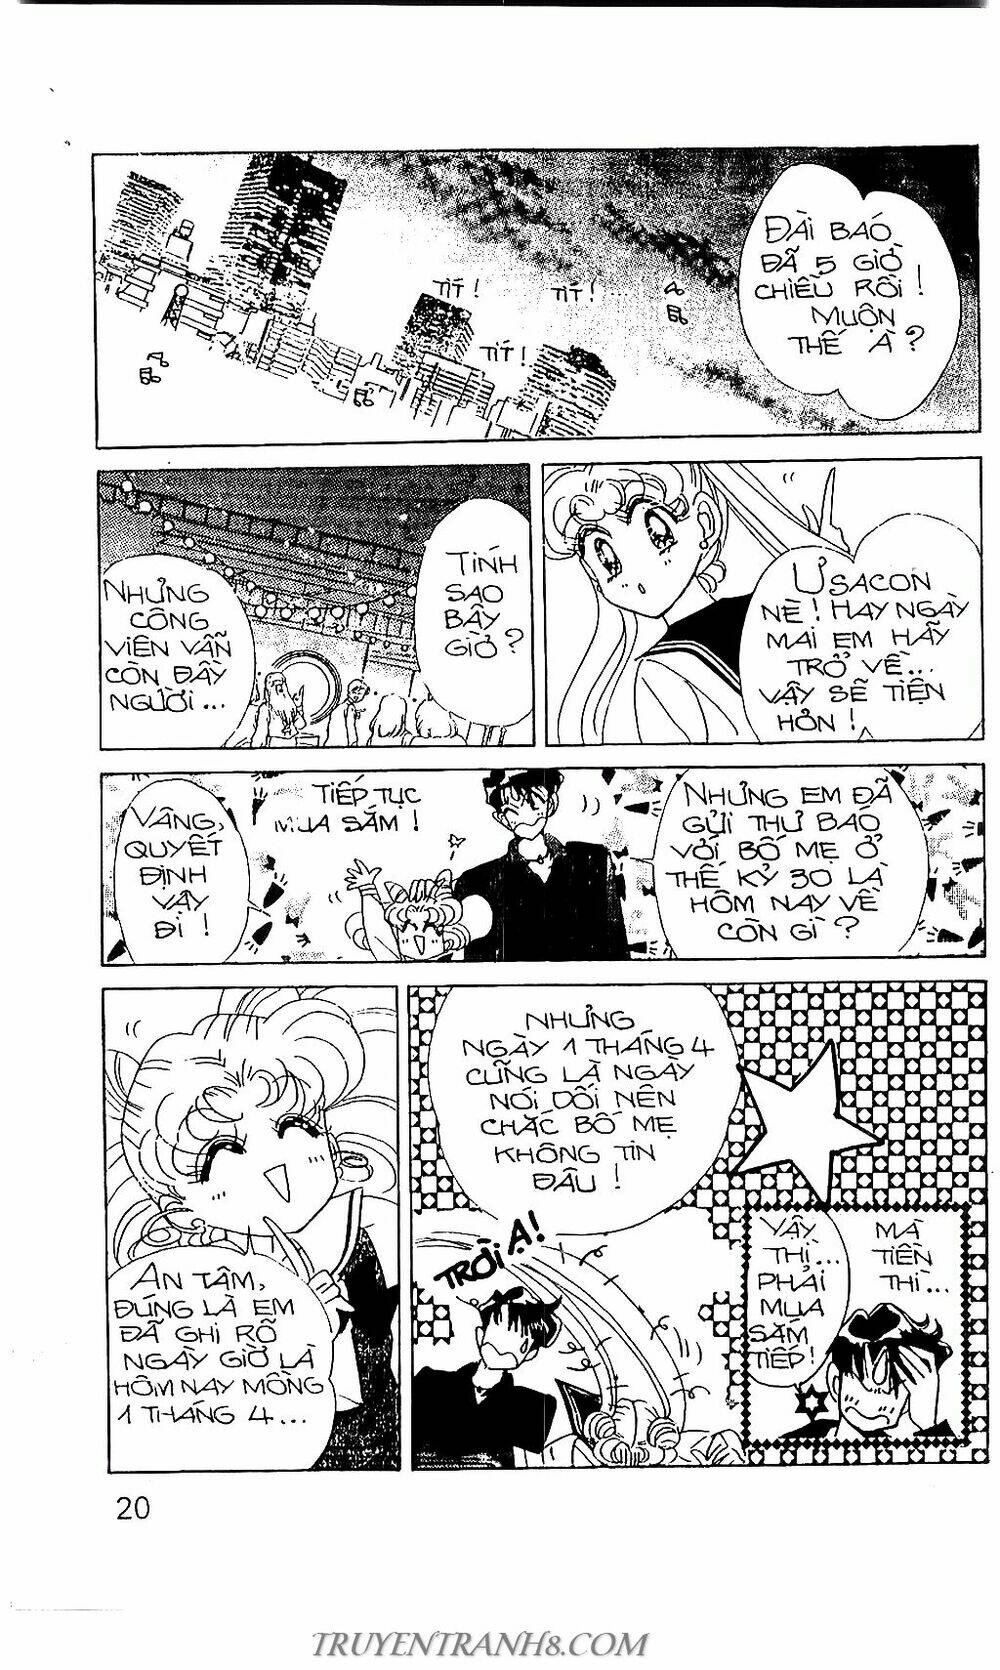 ĐÀI BÁO
ĐÃ 5 GIỜ
CHIỀU RỒI!
MUỘN
THẾ À?
TÍT!
TÍT!...
TÍT!
ƯSACON
NÈ! HAY NGÀY
MAI EM HÃY
TRỞ VỀ...
VẬY SẼ TIỆN
HƠN!
TÍNH
SAO
BÂY
GIỜ?
NHƯNG
CÔNG
VIÊN VẪN
CÒN ĐẦY
NGƯỜI...
NHƯNG EM ĐÃ
GỬI THƯ BÁO
VỚI BỐ MẸ Ở
THẾ KỶ 30 LÀ
HÔM NAY VỀ
CÒN GÌ?
TIẾP TỤC
MUA SẮM!
VÂNG,
QUYẾT
ĐỊNH
VẬY
ĐI!
AN TÂM,
ĐÚNG LÀ EM
ĐÃ GHI RÕ
NGÀY GIỜ LÀ
HÔM NAY MỒNG
1 THÁNG 4...
NHƯNG
NGÀY 1 THÁNG 4
CŨNG LÀ NGÀY
NÓI DỐI NÊN
CHẮC BỐ MẸ
KHÔNG TIN
ĐÂU!
TRỜI Ạ!
VẬY
THÌ...
PHẢI
MUA
SẮM
TIẾP!
MÀ
TIỀN
THÌ...
20
TRUYENTRANH8.COM